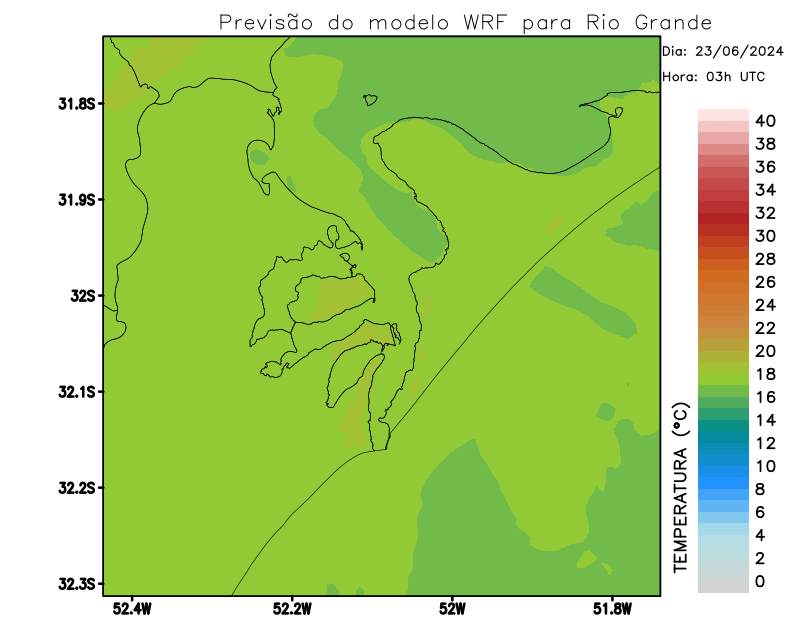 Previsão do modelo WRF para Rio Grande
Dia: 23/06/2024
Hora: 03h UTC
31.8S
31.9S
32S
32.1S
32.2S
32.3S
52.4W
52.2W
52W
51.8W
TEMPERATURA (°C)
40
38
36
34
32
30
28
26
24
22
20
18
16
14
12
10
8
6
4
2
0